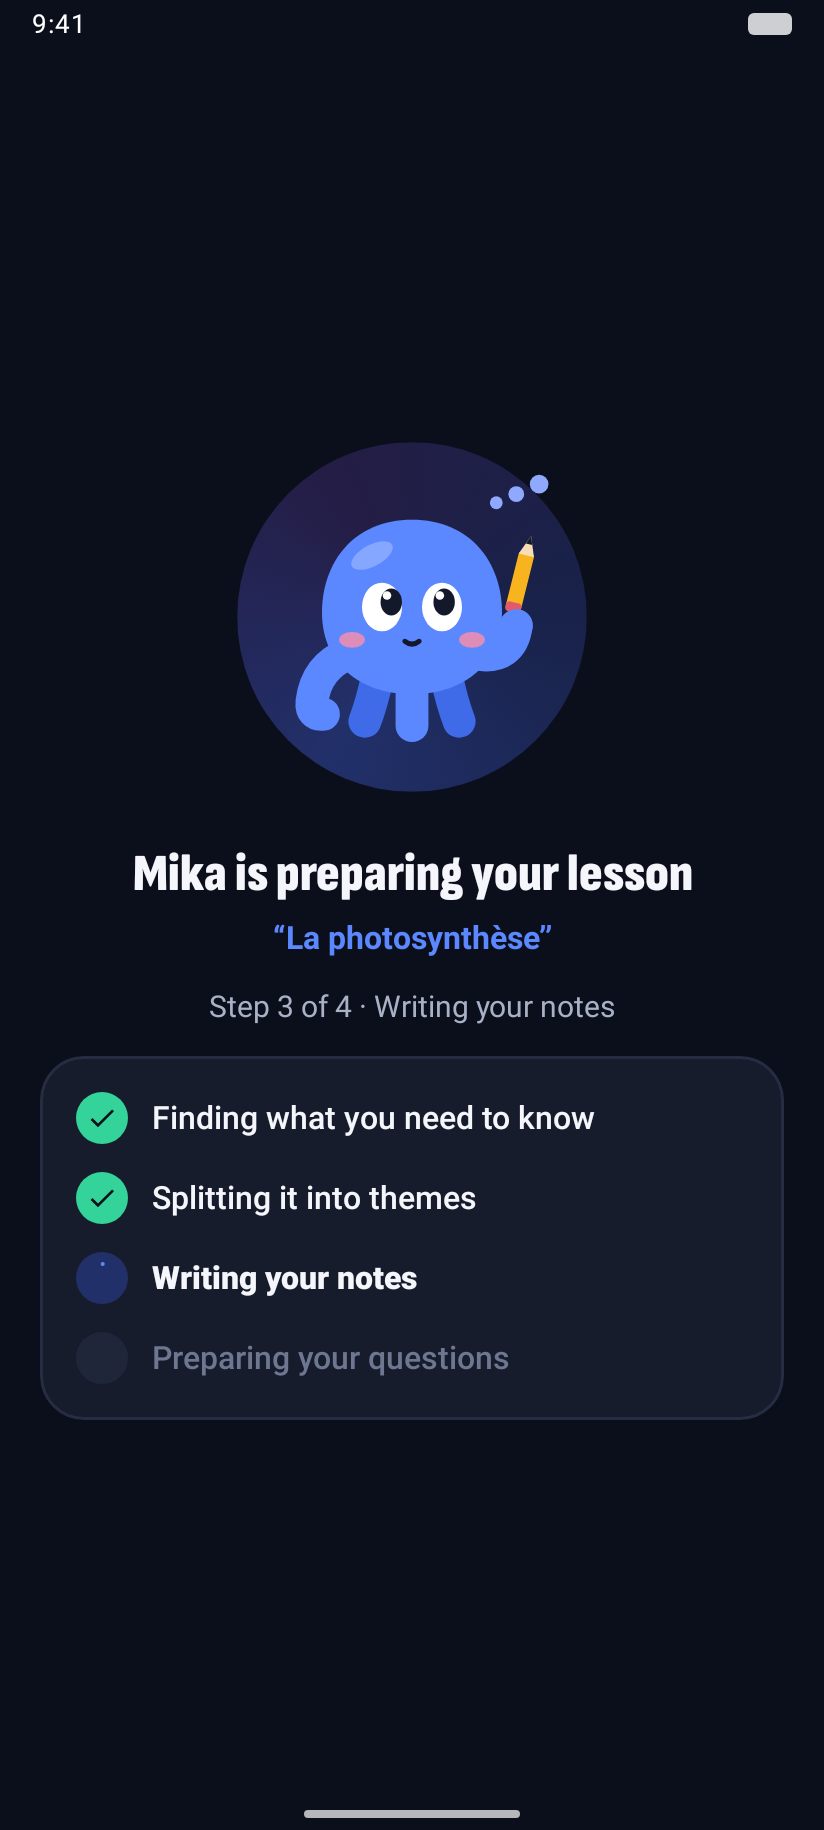 9:41
Mika is preparing your lesson
“La photosynthèse”
Step 3 of 4 · Writing your notes
Finding what you need to know
Splitting it into themes
Writing your notes
Preparing your questions